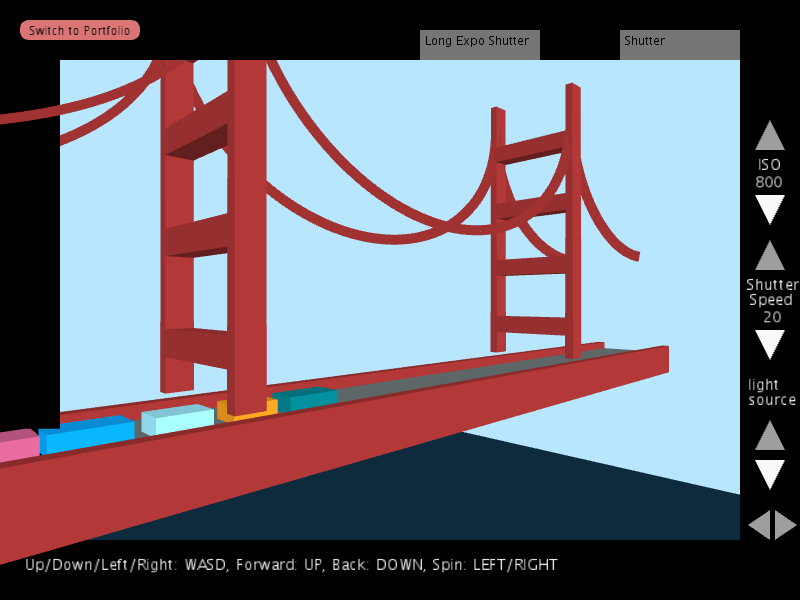 Switch to Portfolio
Long Expo Shutter
Shutter
ISO
800
Shutter
Speed
20
light
source
Up/Down/Left/Right: WASD, Forward: UP, Back: DOWN, Spin: LEFT/RIGHT